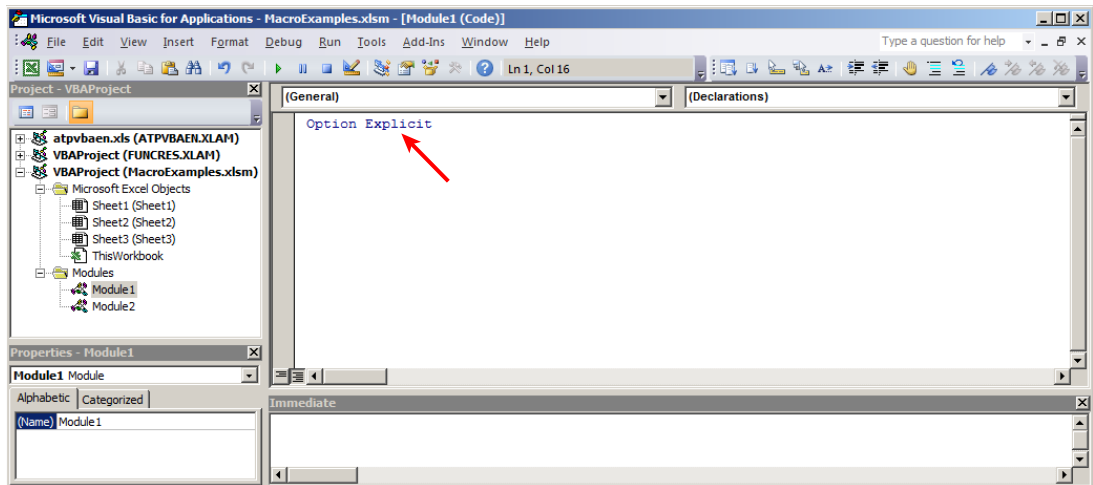 Microsoft Visual Basic for Applications - MacroExamples.xlsm - [Module1 (Code)]
File Edit View Insert Format Debug Run Tools Add-Ins Window Help Type a question for help
Ln 1, Col 16
Project - VBAProject
(General) (Declarations)
Option Explicit
atpvbaen.xls (ATPVBAEN.XLAM)
VBAProject (FUNCRES.XLAM)
VBAProject (MacroExamples.xlsm)
Microsoft Excel Objects
Sheet1 (Sheet1)
Sheet2 (Sheet2)
Sheet3 (Sheet3)
ThisWorkbook
Modules
Module1
Module2
Properties - Module1
Module1 Module
Alphabetic Categorized
(Name) Module1
Immediate